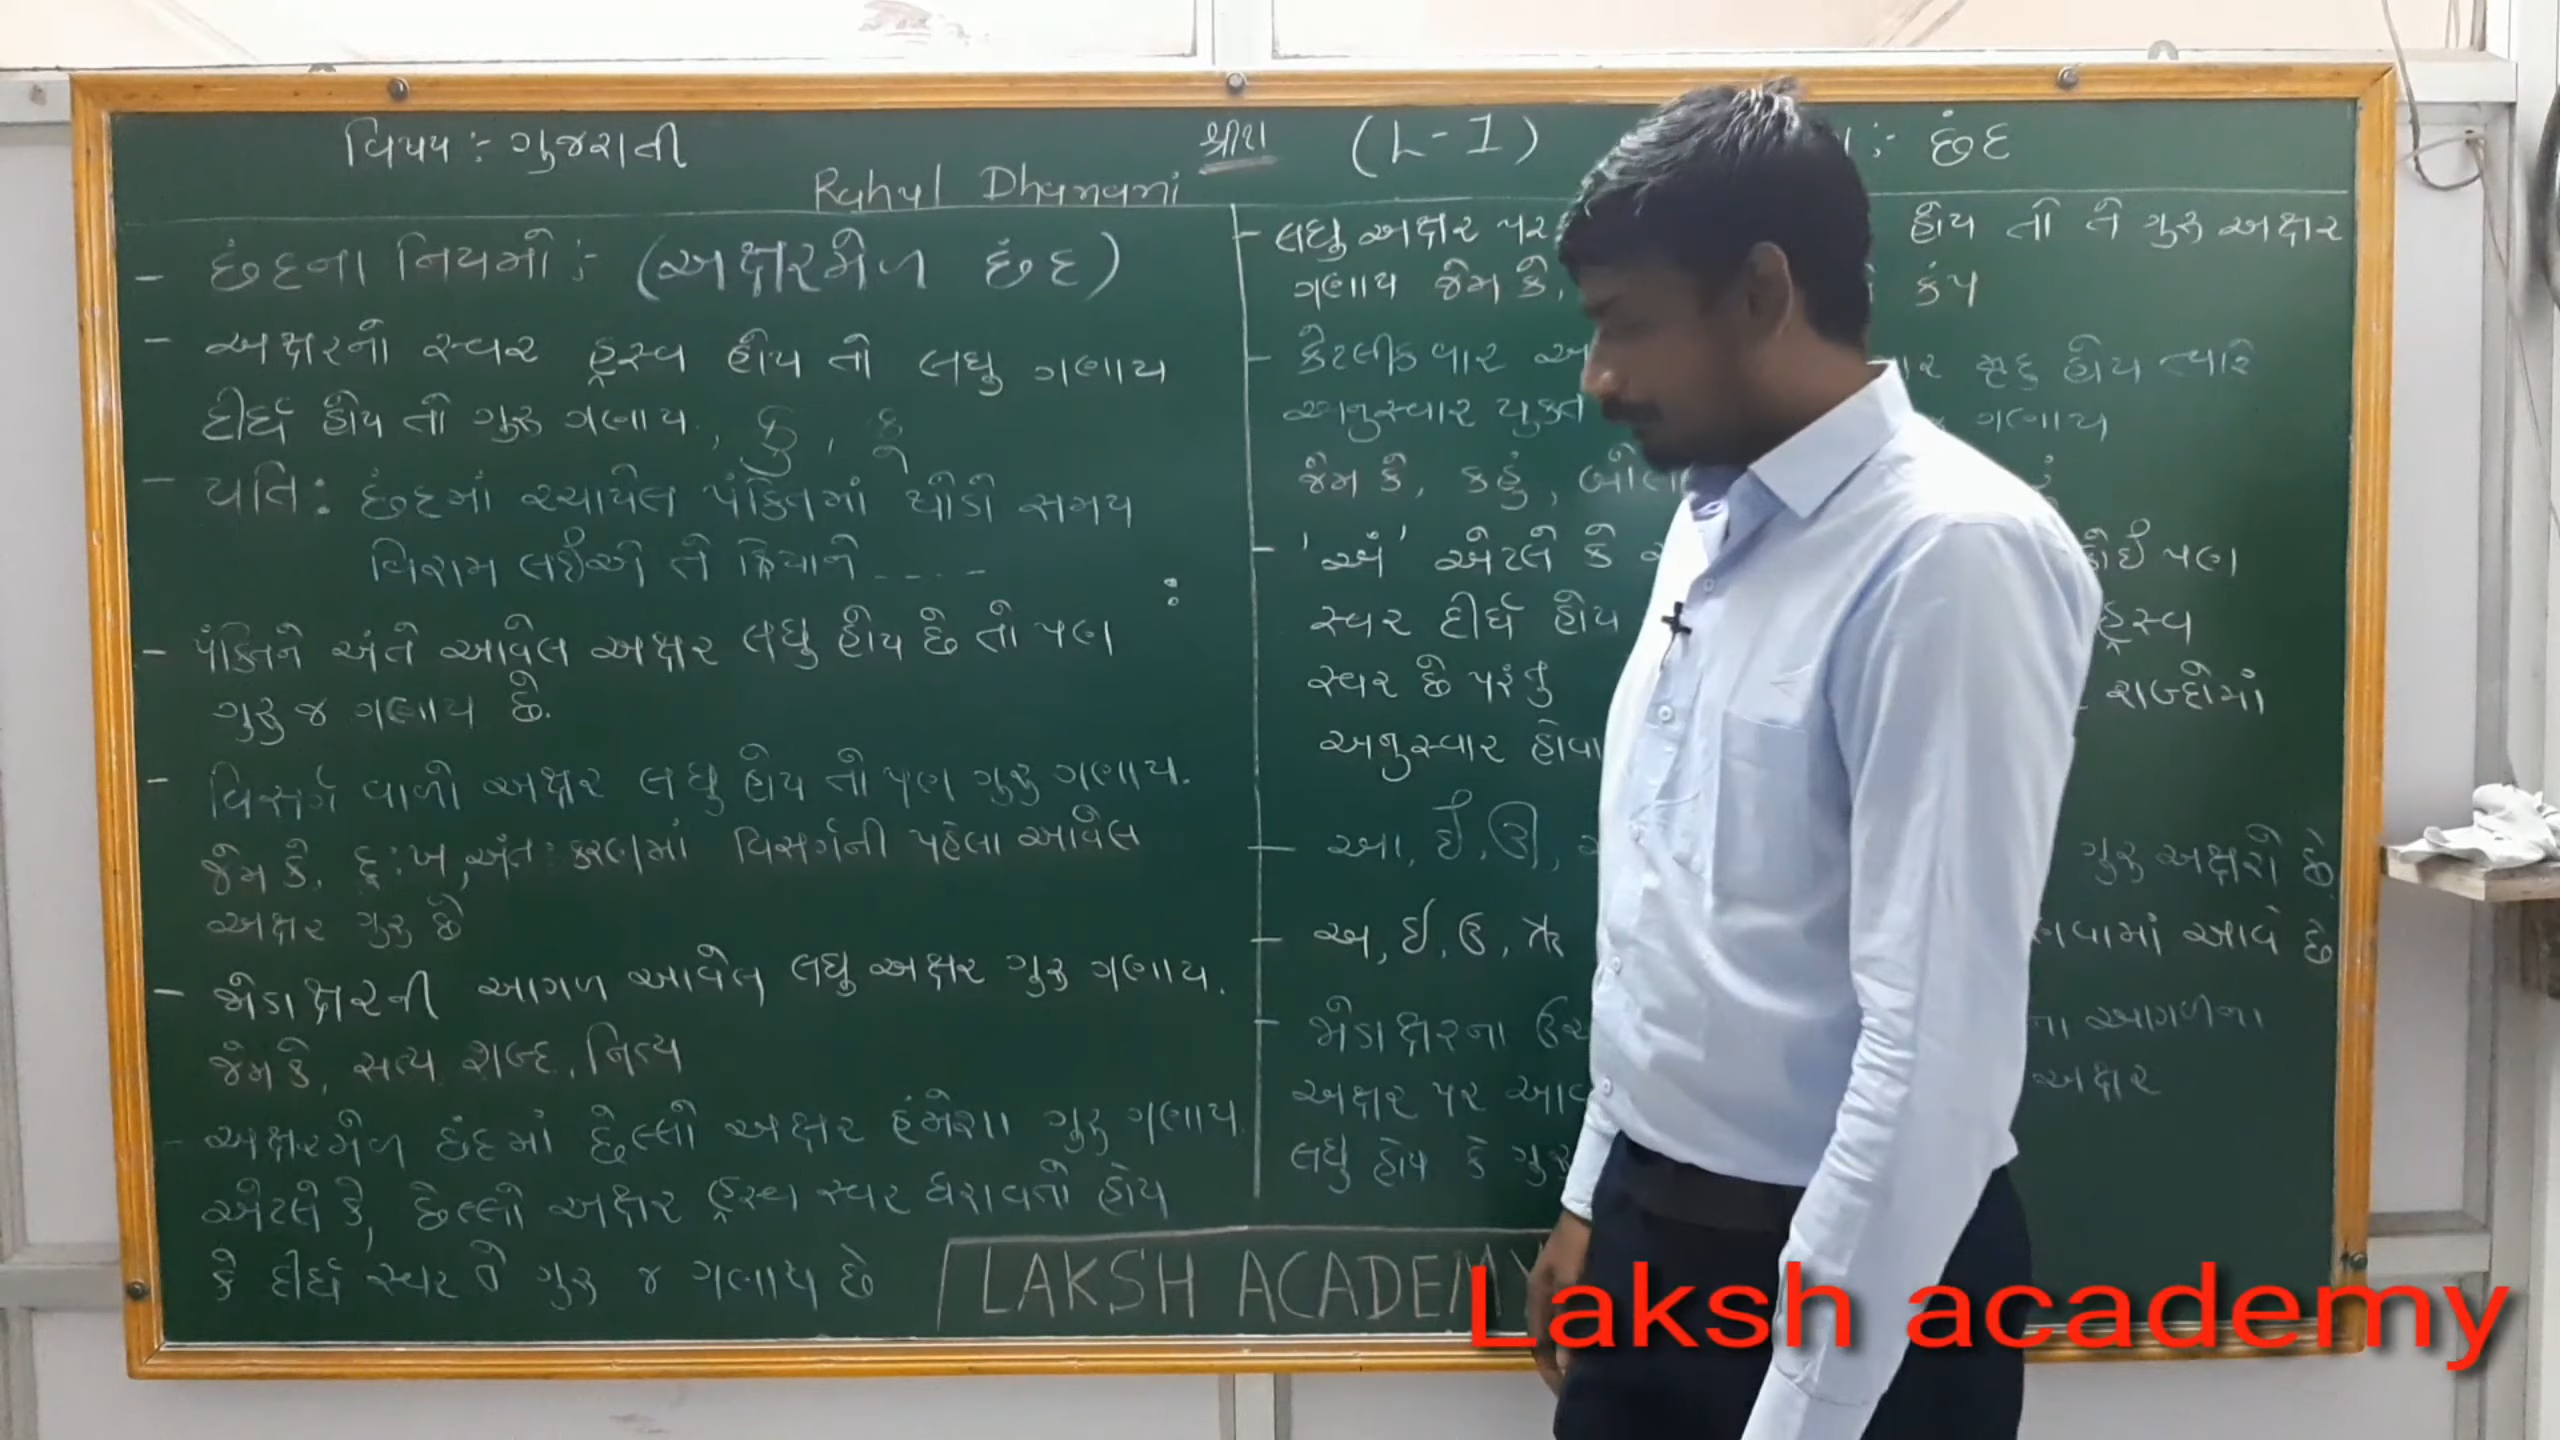 વિષય :- ગુજરાતી
શ્રીરા
(L-1)
:- છંદ
Rahul Dhanani
- છંદના નિયમો :- (અક્ષરમેળ છંદ)
- અક્ષરનો સ્વર હ્રસ્વ હોય તો લઘુ ગણાય
દીર્ઘ હોય તો ગુરુ ગણાય, કુ, કૂ
- યતિ : છંદમાં રચાયેલ પંક્તિમાં થોડો સમય
વિરામ લઈએ તે ક્રિયાને ----
:
- પંક્તિને અંતે આવેલ અક્ષર લઘુ હોય છે તો પણ
ગુરુ જ ગણાય છે.
- વિસર્ગ વાળો અક્ષર લઘુ હોય તો પણ ગુરુ ગણાય.
જેમ કે, દુ:ખ, અંત:કરણમાં વિસર્ગની પહેલા આવેલ
અક્ષર ગુરુ છે
- જોડાક્ષરની આગળ આવેલ લઘુ અક્ષર ગુરુ ગણાય.
જેમ કે, સત્ય શબ્દ, નિત્ય
- અક્ષરમેળ છંદમાં છેલ્લો અક્ષર હંમેશા ગુરુ ગણાય
એટલે કે, છેલ્લો અક્ષર હ્રસ્વ સ્વર ધરાવતો હોય
કે દીર્ઘ સ્વર તે ગુરુ જ ગણાય છે
- લઘુ અક્ષર પર હોય તો તે ગુરુ અક્ષર
ગણાય જેમ કે, કંપ
- કેટલીક વાર હોય ત્યારે
અનુસ્વાર યુક્ત ગણાય
જેમ કે, કહું,
- 'અં' એટલે કે કોઈ પણ
સ્વર દીર્ઘ હોય હ્રસ્વ
સ્વર છે પરંતુ શબ્દોમાં
અનુસ્વાર હોવા
- આ, ઈ, ઊ, ગુરુ અક્ષરો છે
- અ, ઇ, ઉ, ઋ આવે છે
- જોડાક્ષરના આગળના
અક્ષર પર અક્ષર
લઘુ હોય કે ગુરુ
LAKSH ACADEMY
Laksh academy